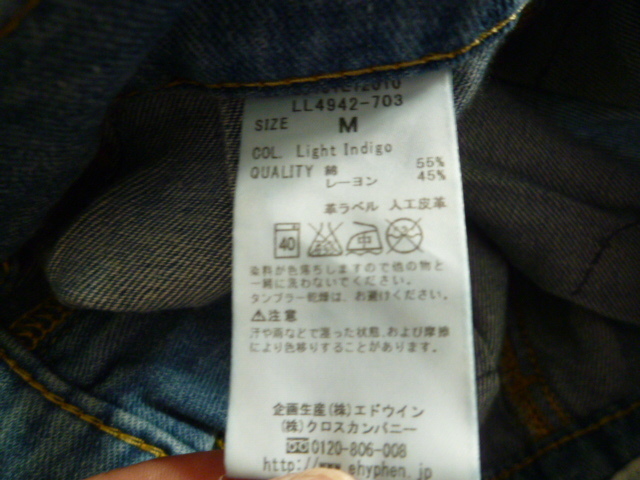 LL4942-703
SIZE M
COL. Light Indigo
QUALITY 綿 55%
レーヨン 45%
革ラベル 人工皮革
40 中
染料が色落ちしますので他の物と
一緒に洗わないでください。
タンブラー乾燥は、お避けください。
⚠注意
汗や雨などで湿った状態、および摩擦
により色移りすることがあります。
企画生産(株)エドウイン
(株)クロスカンパニー
0120-806-008
http://www.ehyphen.jp